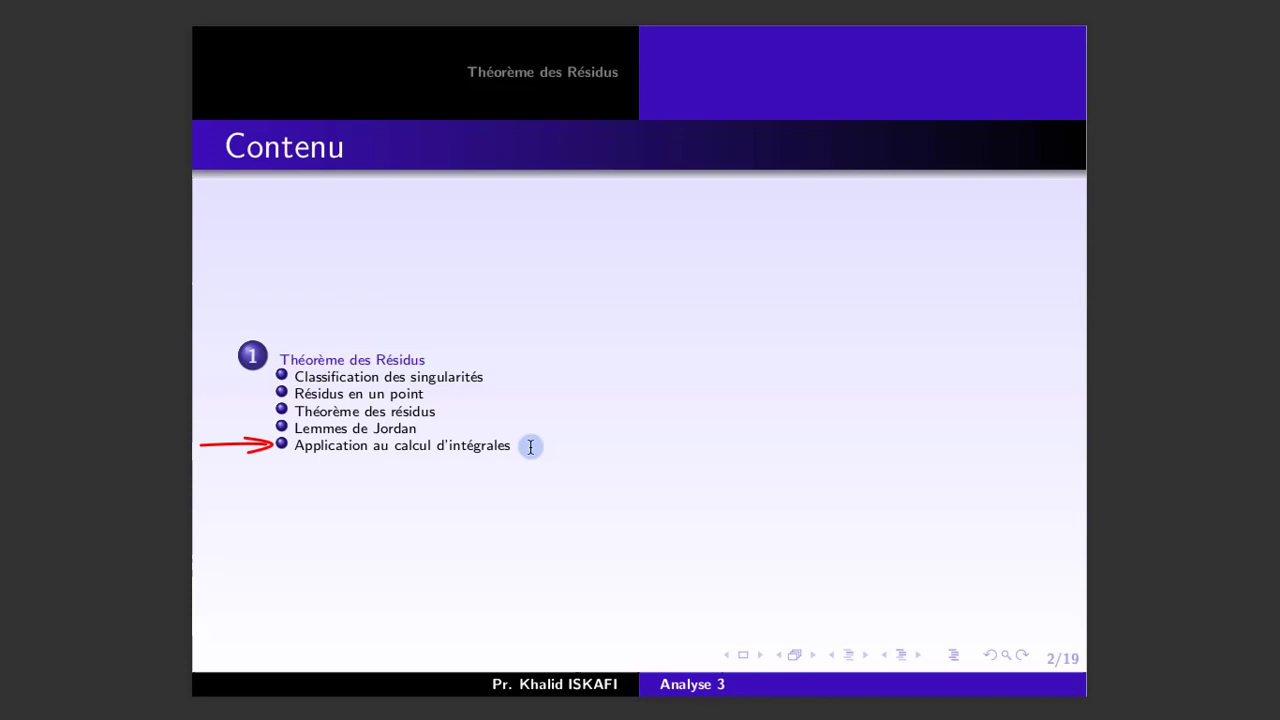 Théorème des Résidus
Contenu
1
Théorème des Résidus
Classification des singularités
Résidus en un point
Théorème des résidus
Lemmes de Jordan
Application au calcul d'intégrales
2/19
Pr. Khalid ISKAFI
Analyse 3